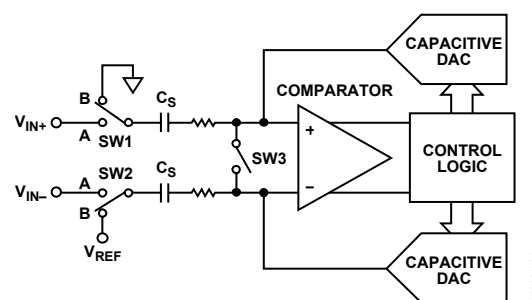 CAPACITIVE
DAC
COMPARATOR
B
CS
VIN+
A
SW1
+
SW3
CONTROL
LOGIC
SW2
CS
VIN–
A
B
–
VREF
CAPACITIVE
DAC